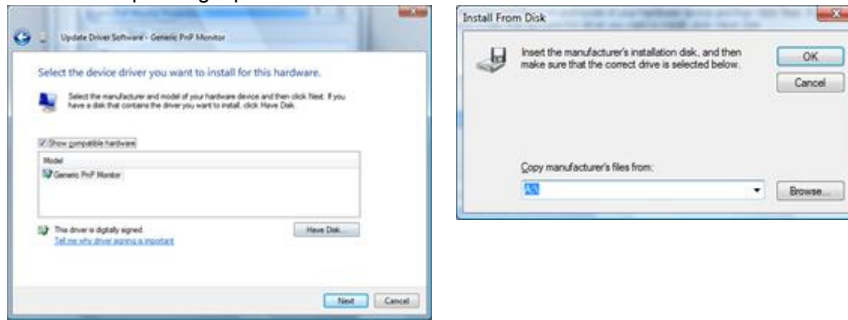 Update Driver Software - Generic PnP Monitor
Select the device driver you want to install for this hardware.
Select the manufacturer and model of your hardware device and then click Next. If you
have a disk that contains the driver you want to install, click Have Disk.
Show compatible hardware
Model
Generic PnP Monitor
This driver is digitally signed.
Have Disk...
Tell me why driver signing is important
Next
Cancel
Install From Disk
Insert the manufacturer's installation disk, and then
make sure that the correct drive is selected below.
OK
Cancel
Copy manufacturer's files from:
A:\
Browse...